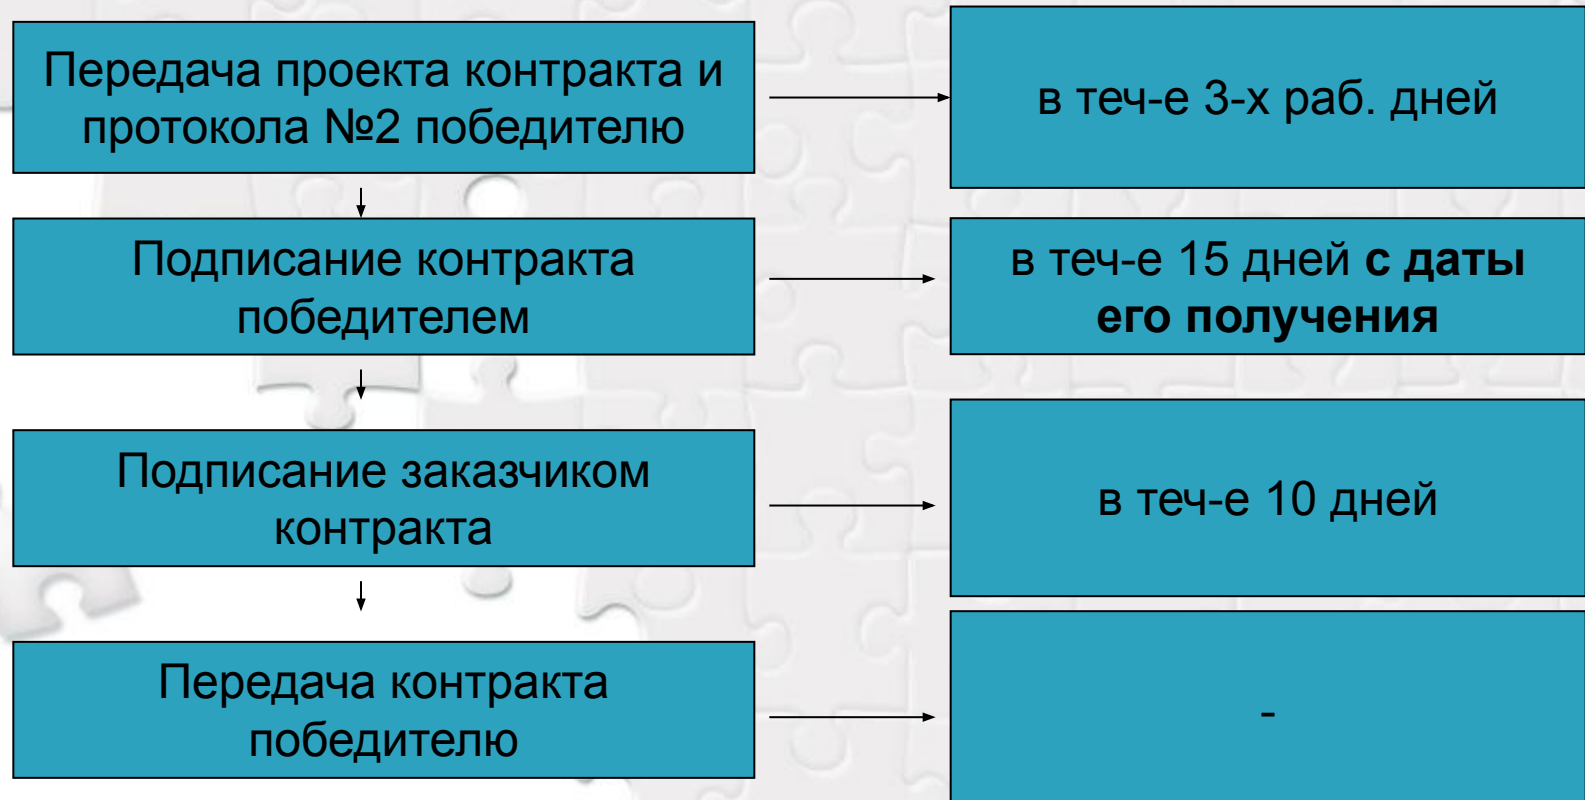 Передача проекта контракта и
протокола №2 победителю
в теч-е 3-х раб. дней
Подписание контракта
победителем
в теч-е 15 дней с даты
его получения
Подписание заказчиком
контракта
в теч-е 10 дней
Передача контракта
победителю
-